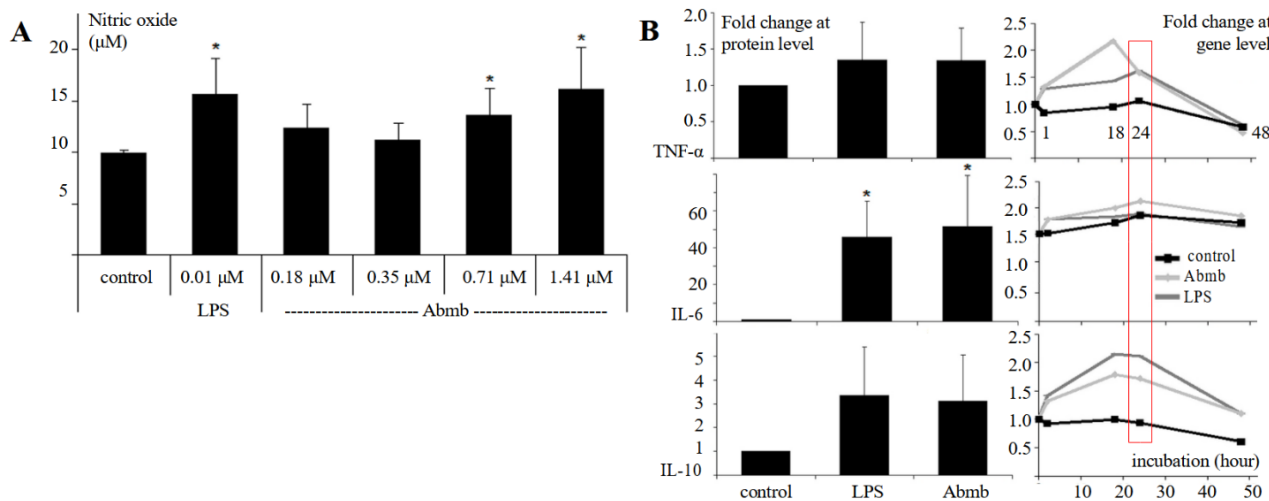 A
Nitric oxide
(μM)
20
15
10
5
*
*
*
control
0.01 μM
0.18 μM
0.35 μM
0.71 μM
1.41 μM
LPS
Abmb
B
Fold change at
protein level
1.5
1.0
0.5
TNF-α
Fold change at
gene level
2.5
2.0
1.5
1.0
0.5
1
18
24
48
60
40
20
IL-6
*
*
2.5
2.0
1.5
1.0
0.5
control
Abmb
LPS
5
4
3
2
1
IL-10
control
LPS
Abmb
2.5
2.0
1.5
1.0
0.5
incubation (hour)
0 10 20 30 40 50